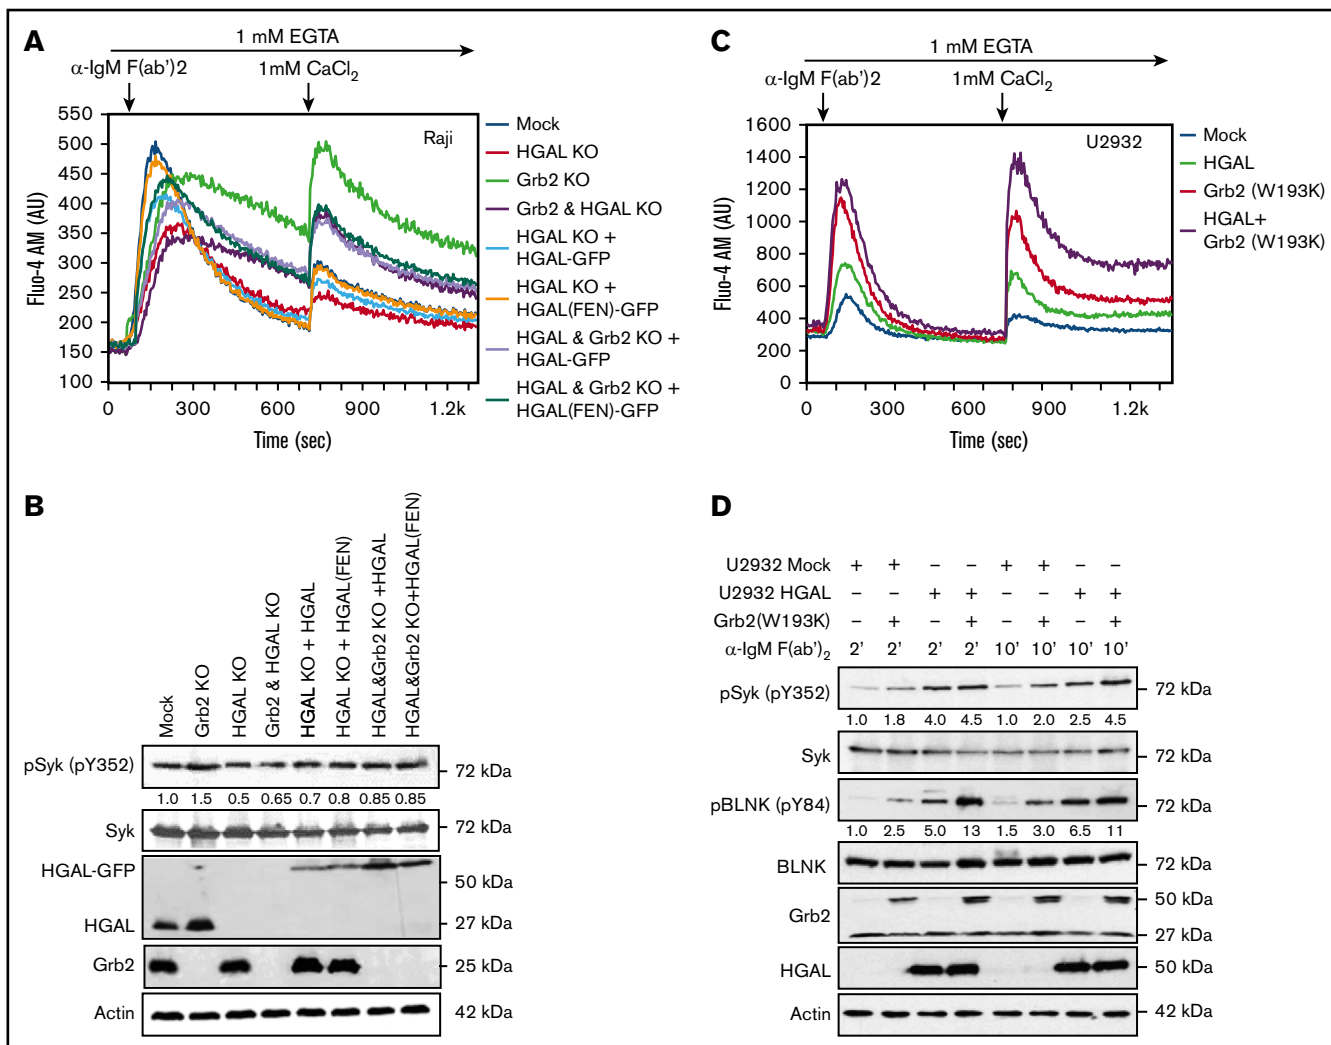 A
1 mM EGTA
α-IgM F(ab')2
1mM CaCl2
Raji
Fluo-4 AM (AU)
550
500
450
400
350
300
250
200
150
100
0
300
600
900
1.2k
Time (sec)
Mock
HGAL KO
Grb2 KO
Grb2 & HGAL KO
HGAL KO +
HGAL-GFP
HGAL KO +
HGAL(FEN)-GFP
HGAL & Grb2 KO +
HGAL-GFP
HGAL & Grb2 KO +
HGAL(FEN)-GFP
C
1 mM EGTA
α-IgM F(ab')2
1mM CaCl2
U2932
Fluo-4 AM (AU)
1600
1400
1200
1000
800
600
400
200
0
0
300
600
900
1.2k
Time (sec)
Mock
HGAL
Grb2 (W193K)
HGAL+
Grb2 (W193K)
B
Mock
Grb2 KO
HGAL KO
Grb2 & HGAL KO
HGAL KO + HGAL
HGAL KO + HGAL(FEN)
HGAL&Grb2 KO +HGAL
HGAL&Grb2 KO+HGAL(FEN)
pSyk (pY352) 72 kDa
1.0 1.5 0.5 0.65 0.7 0.8 0.85 0.85
Syk 72 kDa
HGAL-GFP
50 kDa
HGAL 27 kDa
Grb2 25 kDa
Actin 42 kDa
D
U2932 Mock + + – – + + – –
U2932 HGAL – – + + – – + +
Grb2(W193K) – + – + – + – +
α-IgM F(ab')2 2' 2' 2' 2' 10' 10' 10' 10'
pSyk (pY352) 72 kDa
1.0 1.8 4.0 4.5 1.0 2.0 2.5 4.5
Syk 72 kDa
pBLNK (pY84) 72 kDa
1.0 2.5 5.0 13 1.5 3.0 6.5 11
BLNK 72 kDa
50 kDa
Grb2
27 kDa
HGAL 50 kDa
Actin 42 kDa